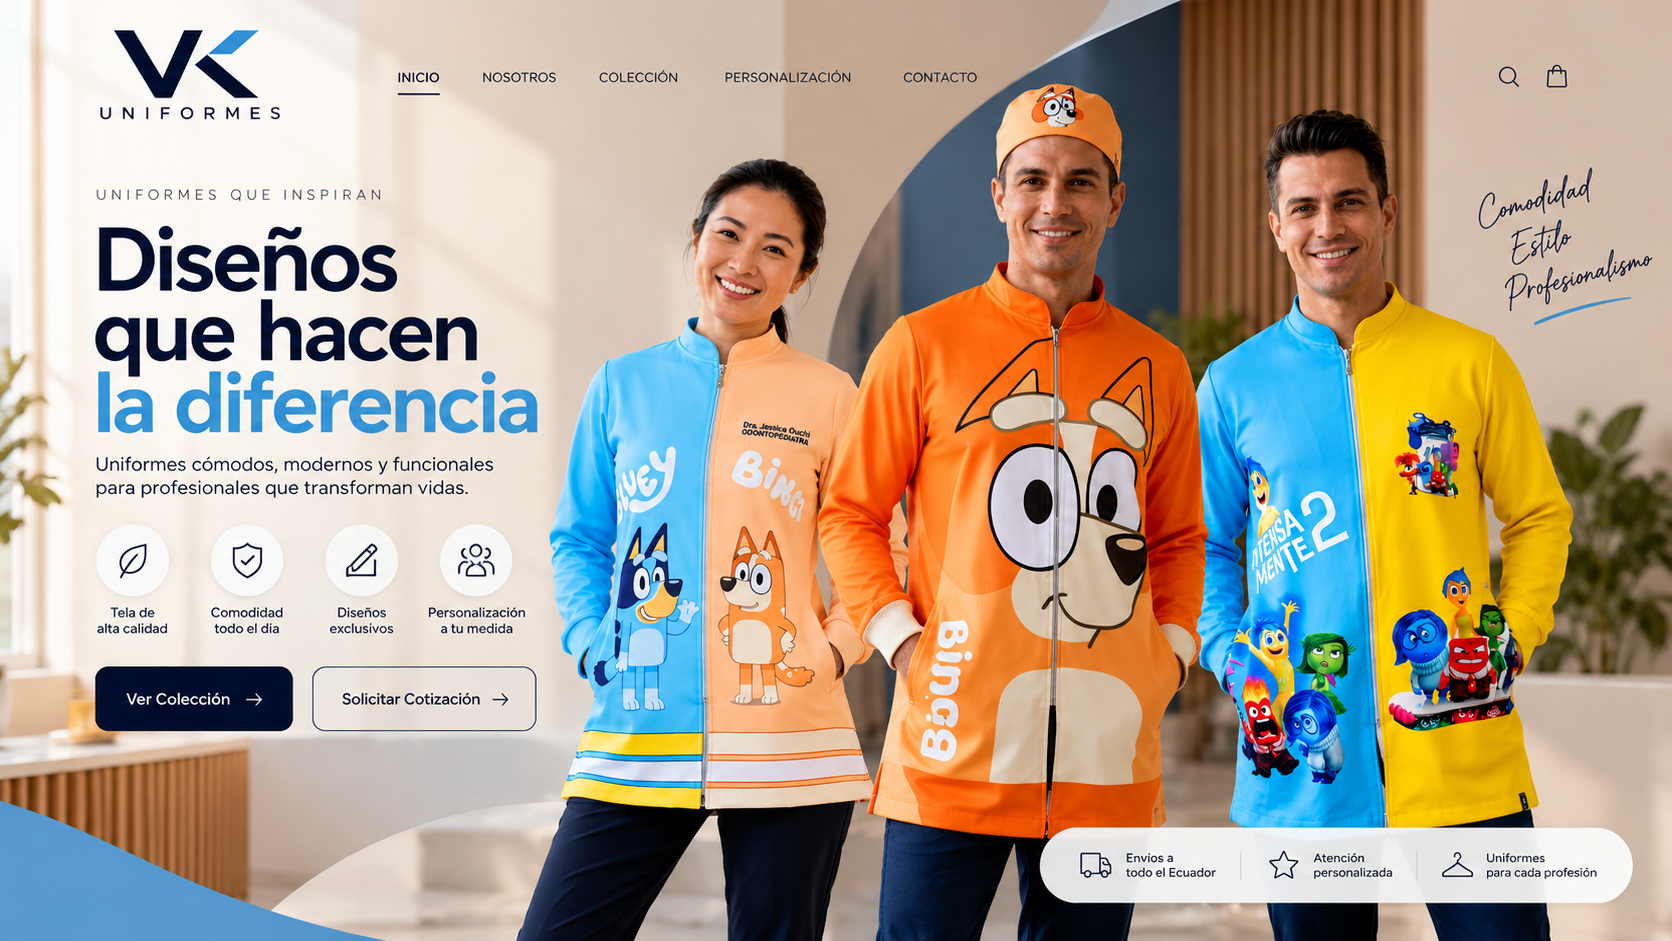 VK
UNIFORMES
INICIO
NOSOTROS
COLECCIÓN
PERSONALIZACIÓN
CONTACTO
UNIFORMES QUE INSPIRAN
Diseños
que hacen
la diferencia
Uniformes cómodos, modernos y funcionales
para profesionales que transforman vidas.
Tela de
alta calidad
Comodidad
todo el día
Diseños
exclusivos
Personalización
a tu medida
Ver Colección
Solicitar Cotización
Comodidad
Estilo
Profesionalismo
Dra. Jessica
ODONTOPEDIATRA
BLUEY
BINGO
Bingo
INTENSA
MENTE 2
Envíos a
todo el Ecuador
Atención
personalizada
Uniformes
para cada profesión